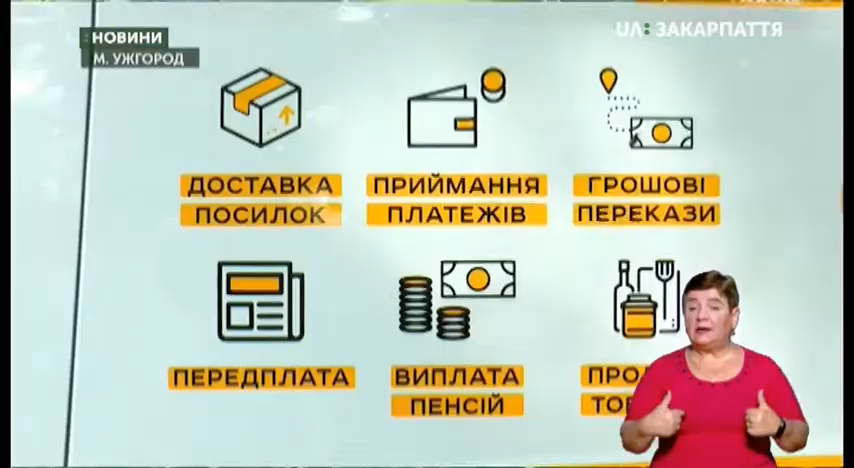 НОВИНИ
М. УЖГОРОД
UA: ЗАКАРПАТТЯ
ДОСТАВКА
ПОСИЛОК
ПРИЙМАННЯ
ПЛАТЕЖІВ
ГРОШОВІ
ПЕРЕКАЗИ
ПЕРЕДПЛАТА
ВИПЛАТА
ПЕНСІЙ